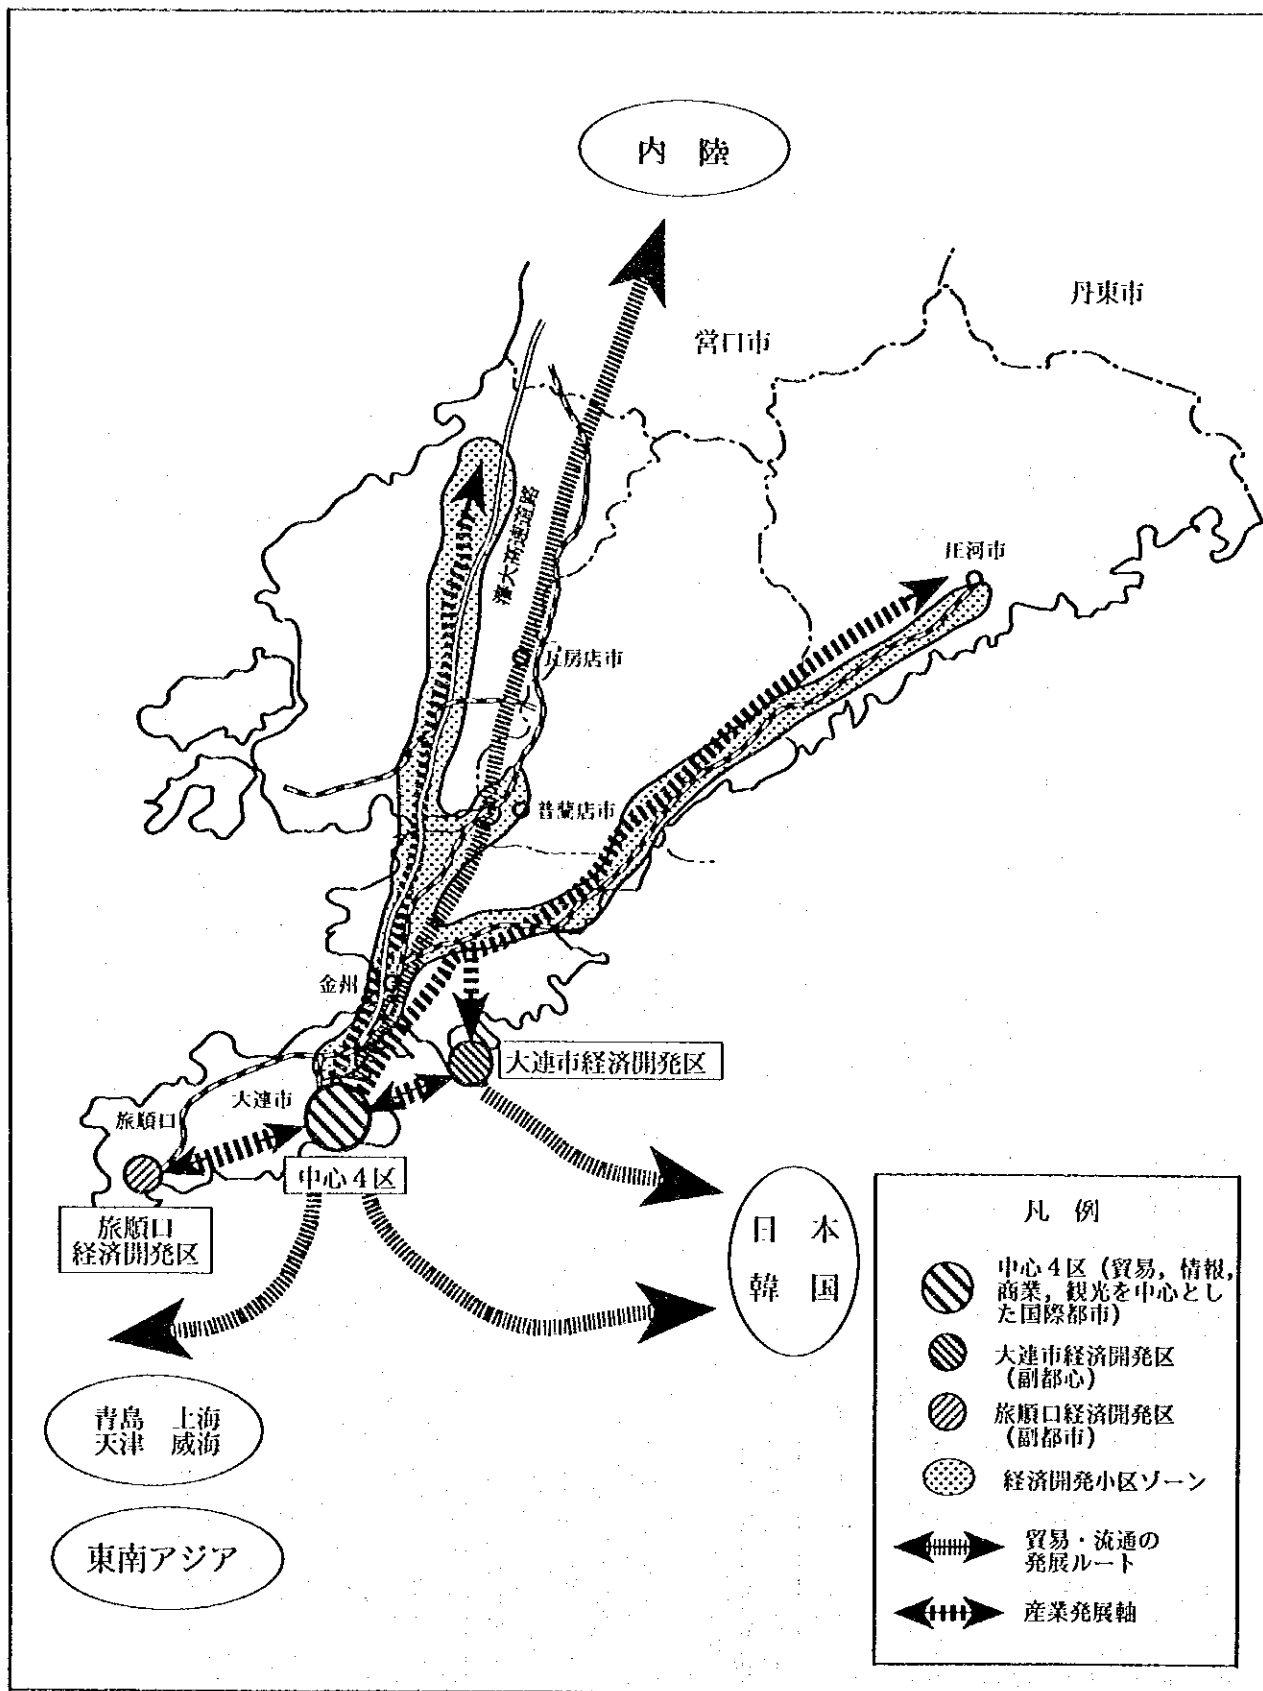 内陸
丹東市
営口市
庄河市
瀋大高速道路
瓦房店市
普蘭店市
金州
大連市経済開発区
大連市
旅順口
中心4区
旅順口
経済開発区
日本
韓国
青島 上海
天津 威海
東南アジア
凡例
中心4区（貿易，情報，
商業，観光を中心とし
た国際都市）
大連市経済開発区
（副都心）
旅順口経済開発区
（副都市）
経済開発小区ゾーン
貿易・流通の
発展ルート
産業発展軸